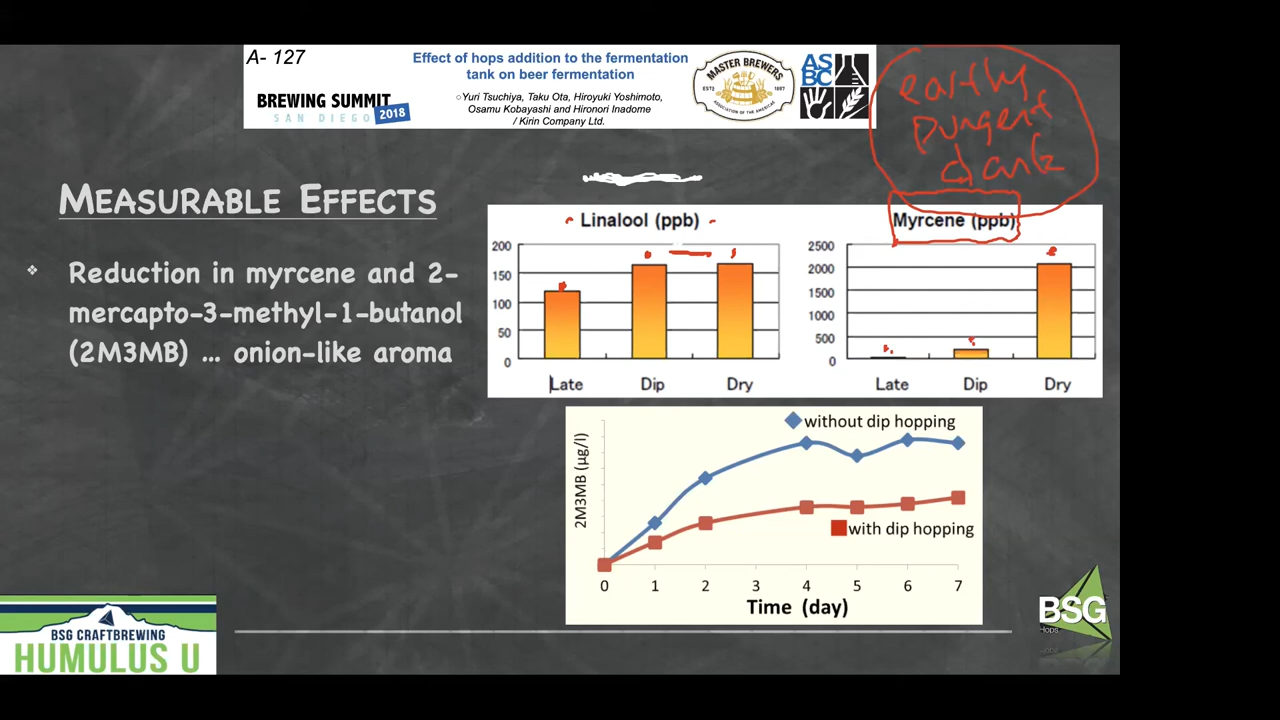 A- 127
Effect of hops addition to the fermentation
tank on beer fermentation
○Yuri Tsuchiya, Taku Ota, Hiroyuki Yoshimoto,
Osamu Kobayashi and Hironori Inadome
/ Kirin Company Ltd.
BREWING SUMMIT
SAN DIEGO 2018
MASTER BREWERS
ESTD 1887
ASSOCIATION OF THE AMERICAS
AS
BC
earthy
pungent
dank
MEASURABLE EFFECTS
❖ Reduction in myrcene and 2-
mercapto-3-methyl-1-butanol
(2M3MB) ... onion-like aroma
Linalool (ppb)
200
150
100
50
0
Late Dip Dry
Myrcene (ppb)
2500
2000
1500
1000
500
0
Late Dip Dry
without dip hopping
2M3MB (µg/l)
with dip hopping
0 1 2 3 4 5 6 7
Time (day)
BSG CRAFTBREWING
HUMULUS U
BSG
Hops